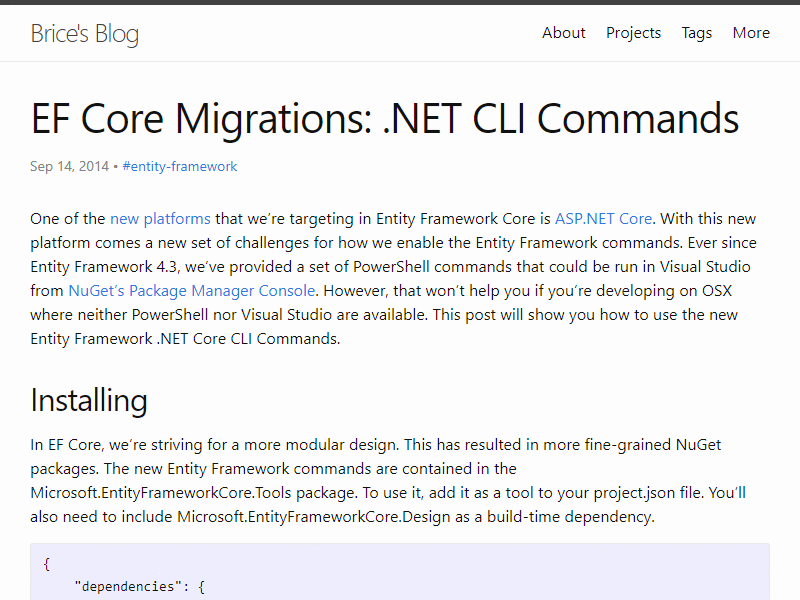 Brice's Blog
About Projects Tags More
EF Core Migrations: .NET CLI Commands
Sep 14, 2014 • #entity-framework
One of the new platforms that we’re targeting in Entity Framework Core is ASP.NET Core. With this new
platform comes a new set of challenges for how we enable the Entity Framework commands. Ever since
Entity Framework 4.3, we’ve provided a set of PowerShell commands that could be run in Visual Studio
from NuGet’s Package Manager Console. However, that won’t help you if you’re developing on OSX
where neither PowerShell nor Visual Studio are available. This post will show you how to use the new
Entity Framework .NET Core CLI Commands.
Installing
In EF Core, we’re striving for a more modular design. This has resulted in more fine-grained NuGet
packages. The new Entity Framework commands are contained in the
Microsoft.EntityFrameworkCore.Tools package. To use it, add it as a tool to your project.json file. You’ll
also need to include Microsoft.EntityFrameworkCore.Design as a build-time dependency.
{
    "dependencies": {